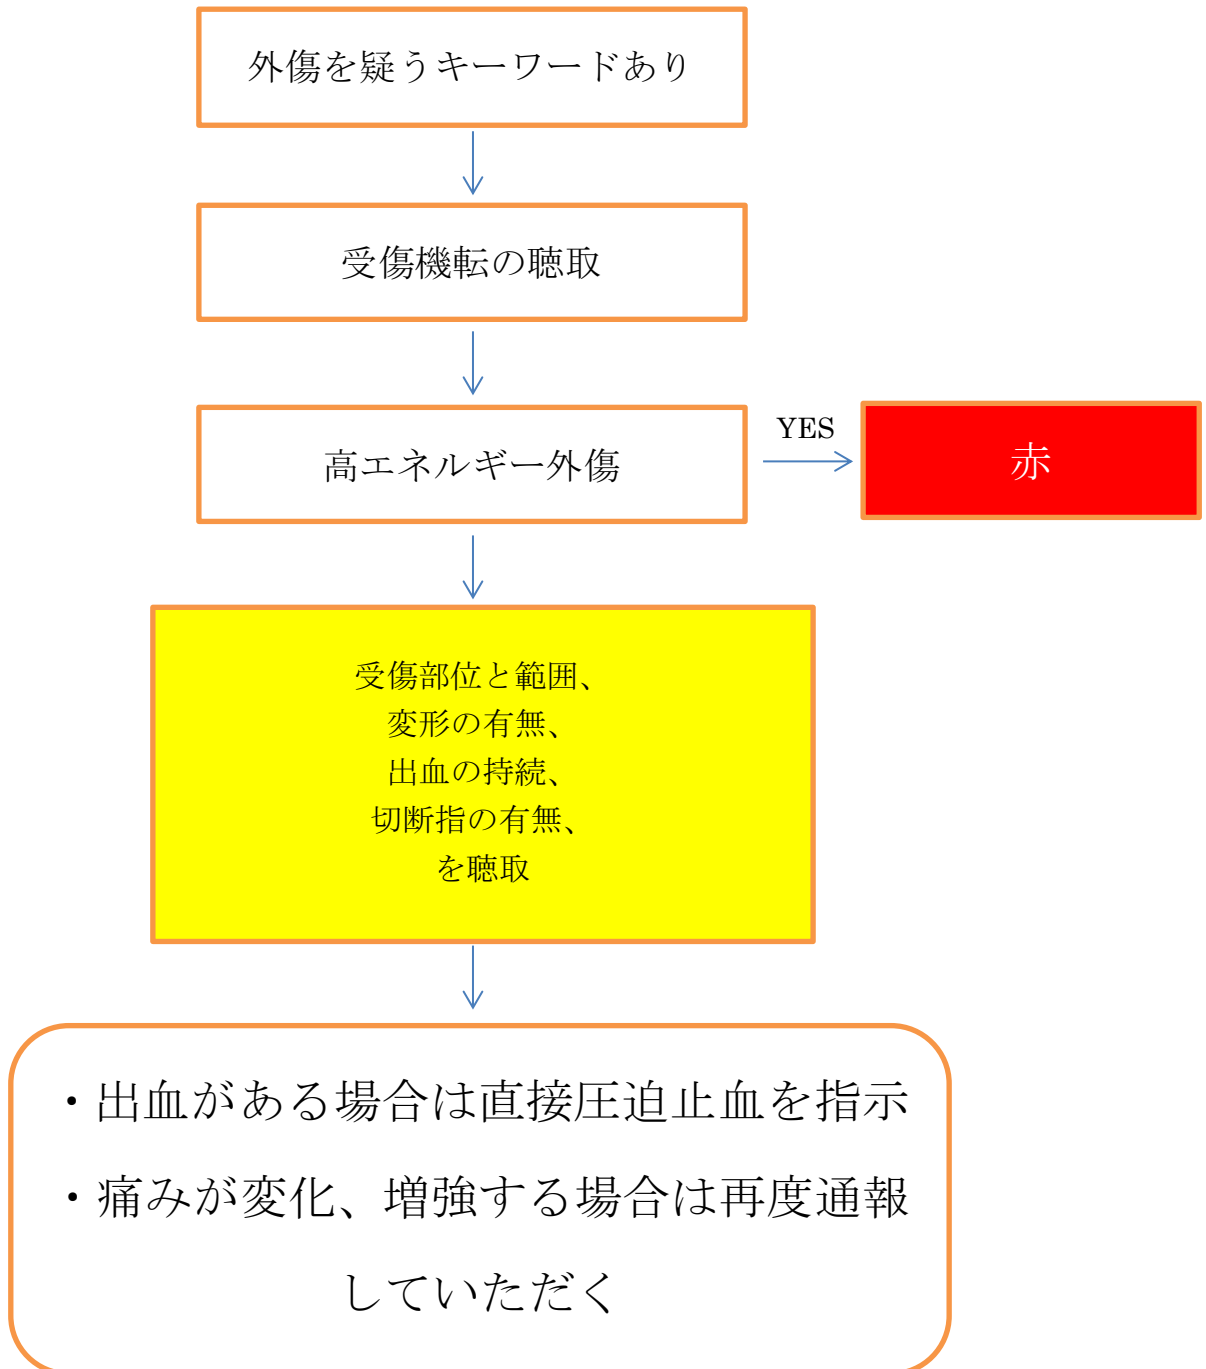 外傷を疑うキーワードあり
受傷機転の聴取
高エネルギー外傷
YES
赤
受傷部位と範囲、
変形の有無、
出血の持続、
切断指の有無、
を聴取
・出血がある場合は直接圧迫止血を指示
・痛みが変化、増強する場合は再度通報
していただく